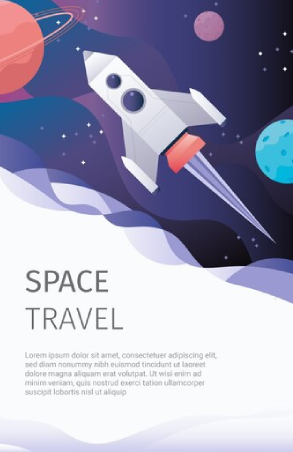 SPACE
TRAVEL
Lorem ipsum dolor sit amet, consectetuer adipiscing elit,
sed diam nonummy nibh euismod tincidunt ut laoreet
dolore magna aliquam erat volutpat. Ut wisi enim ad
minim veniam, quis nostrud exerci tation ullamcorper
suscipit lobortis nisl ut aliquip